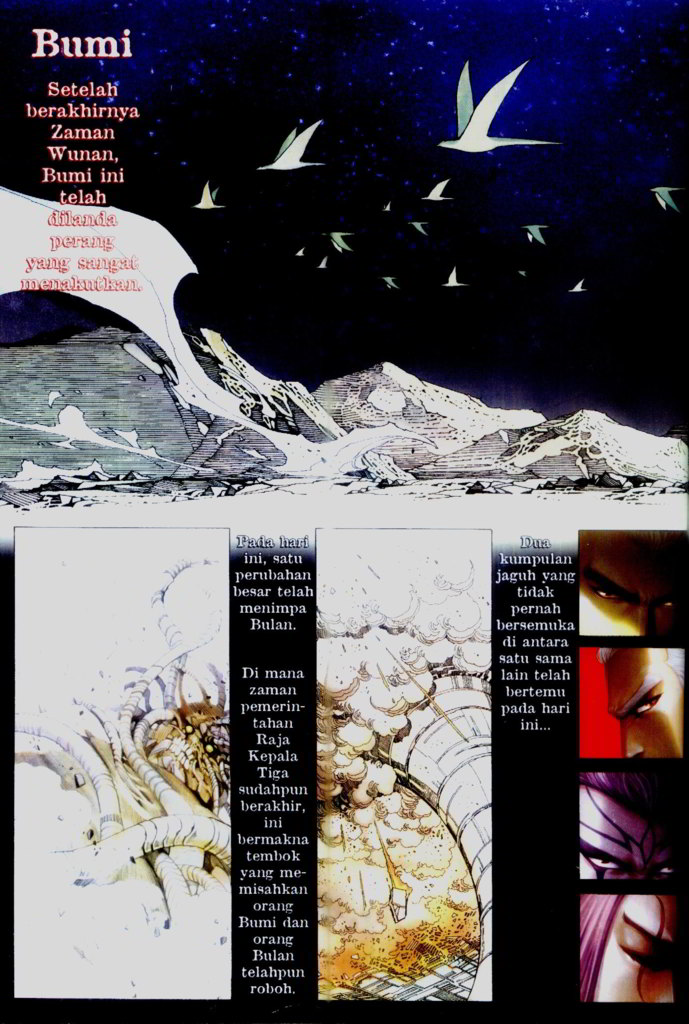 Bumi
Setelah
berakhirnya
Zaman
Wunan,
Bumi ini
telah
dilanda
perang
yang sangat
menakutkan.
Pada hari
ini, satu
perubahan
besar telah
menimpa
Bulan.
Di mana
zaman
pemerin-
tahan
Raja
Kepala
Tiga
sudahpun
berakhir,
ini
bermakna
tembok
yang me-
misahkan
orang
Bumi dan
orang
Bulan
telahpun
roboh.
Dua
kumpulan
jaguh yang
tidak
pernah
bersemuka
di antara
satu sama
lain telah
bertemu
pada hari
ini...